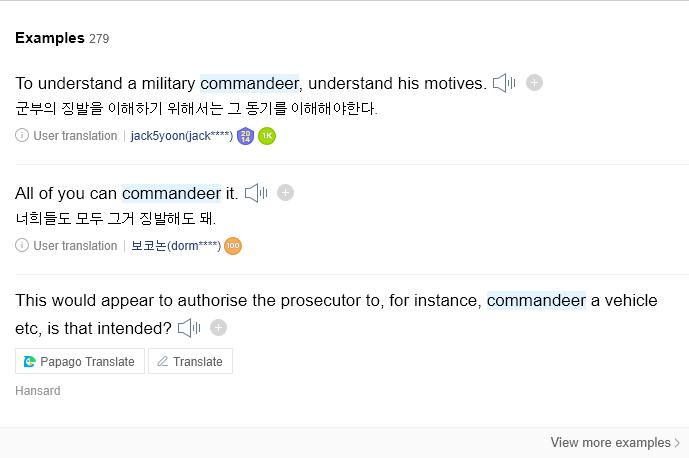 Examples 279
To understand a military commandeer, understand his motives.
군부의 징발을 이해하기 위해서는 그 동기를 이해해야한다.
User translation | jack5yoon(jack****) 2014 1K
All of you can commandeer it.
너희들도 모두 그거 징발해도 돼.
User translation | 보코논(dorm****) 100
This would appear to authorise the prosecutor to, for instance, commandeer a vehicle
etc, is that intended?
Papago Translate Translate
Hansard
View more examples >